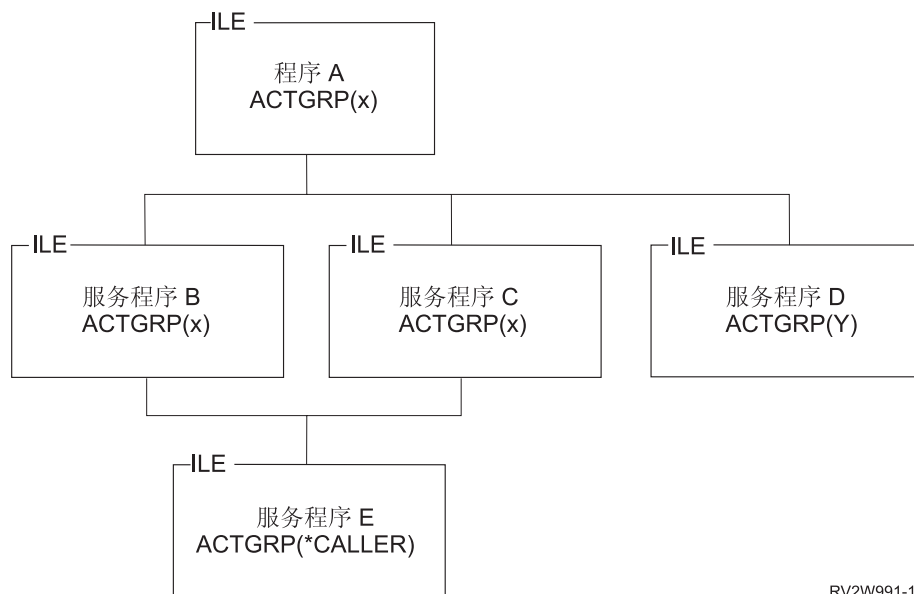 ILE
程序 A
ACTGRP(x)
ILE
服务程序 B
ACTGRP(x)
ILE
服务程序 C
ACTGRP(x)
ILE
服务程序 D
ACTGRP(Y)
ILE
服务程序 E
ACTGRP(*CALLER)
RV2W991-1